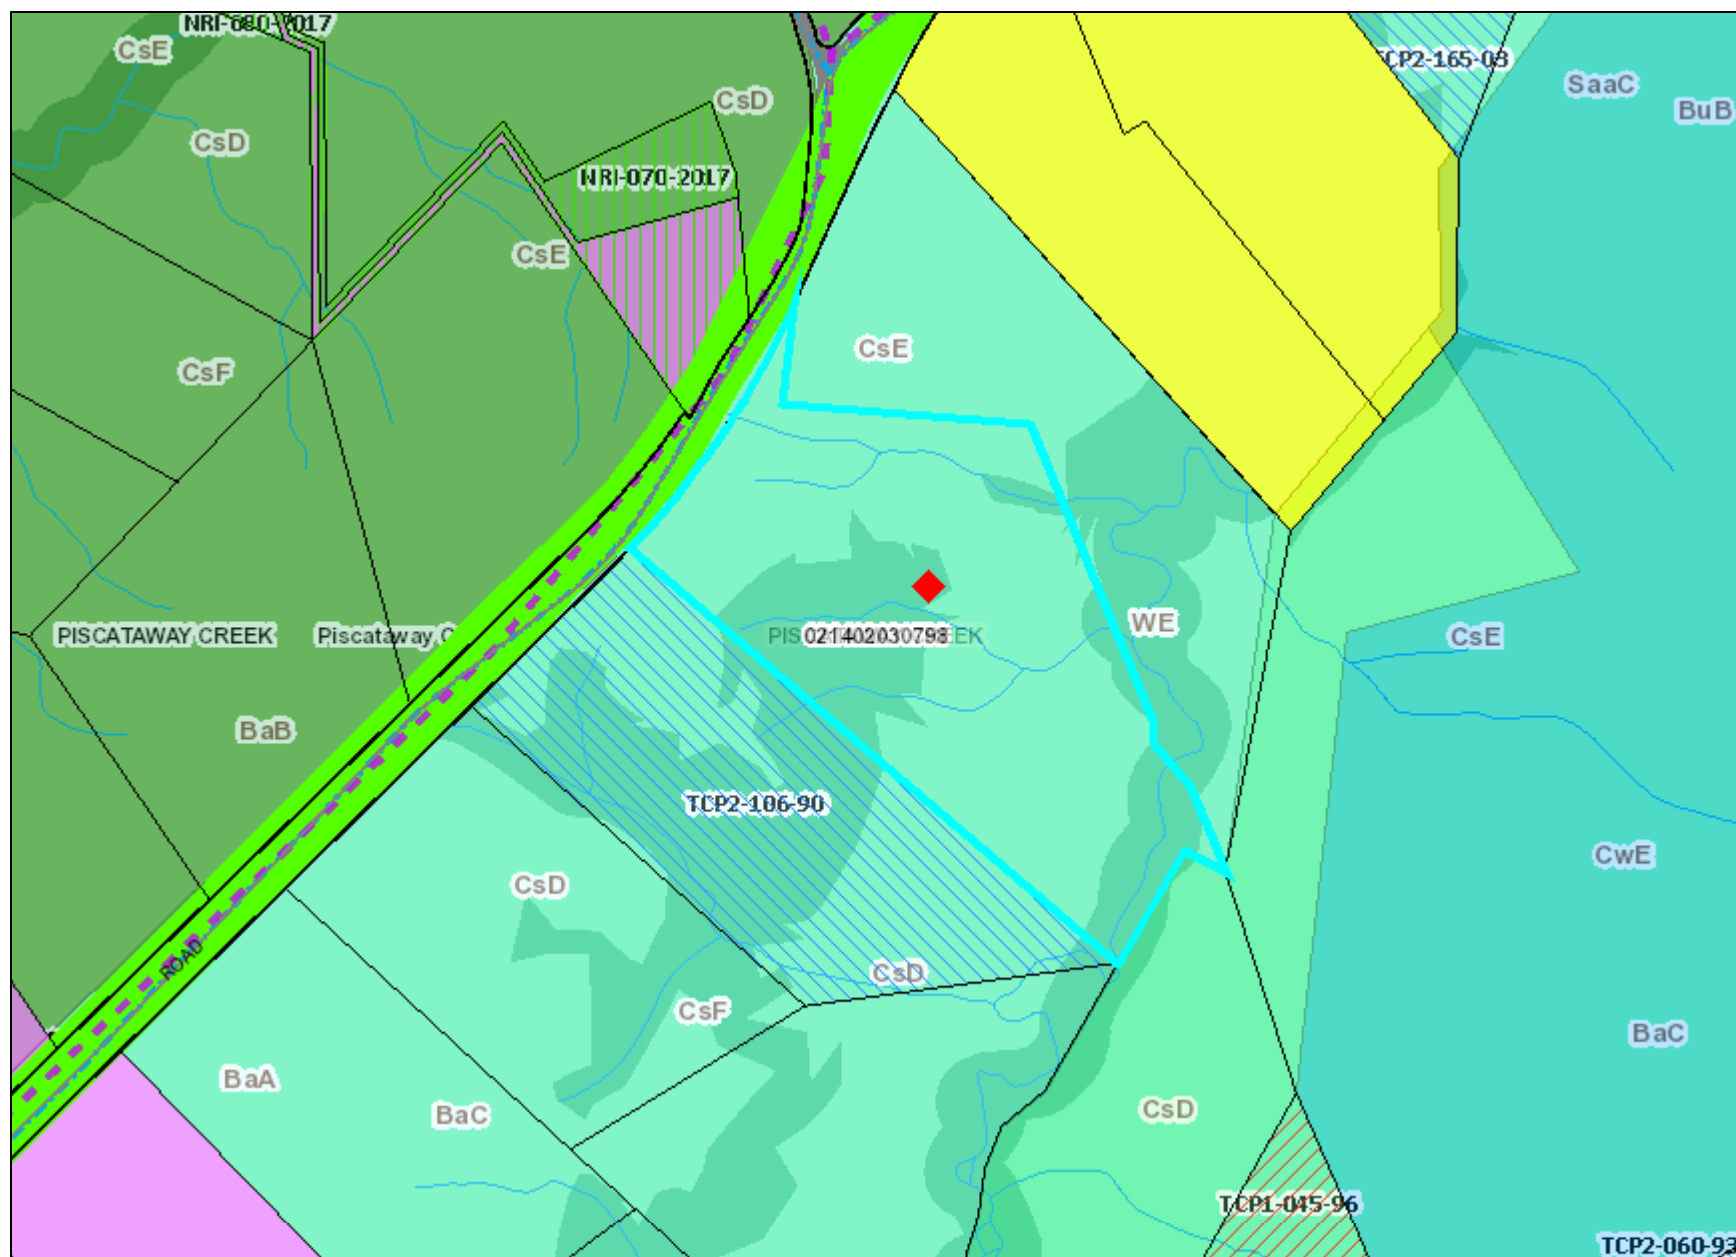 NRI-080-2017
CsE
TCP2-165-03
SaaC
CsD
BuB
CsD
NRI-070-2017
CsE
CsE
CsF
WE
PISCATAWAY CREEK
Piscataway C
021402030798
CsE
BaB
TCP2-106-90
CwE
CsD
ROAD
CsD
CsF
BaC
BaA
BaC
CsD
TCP1-045-96
TCP2-060-93